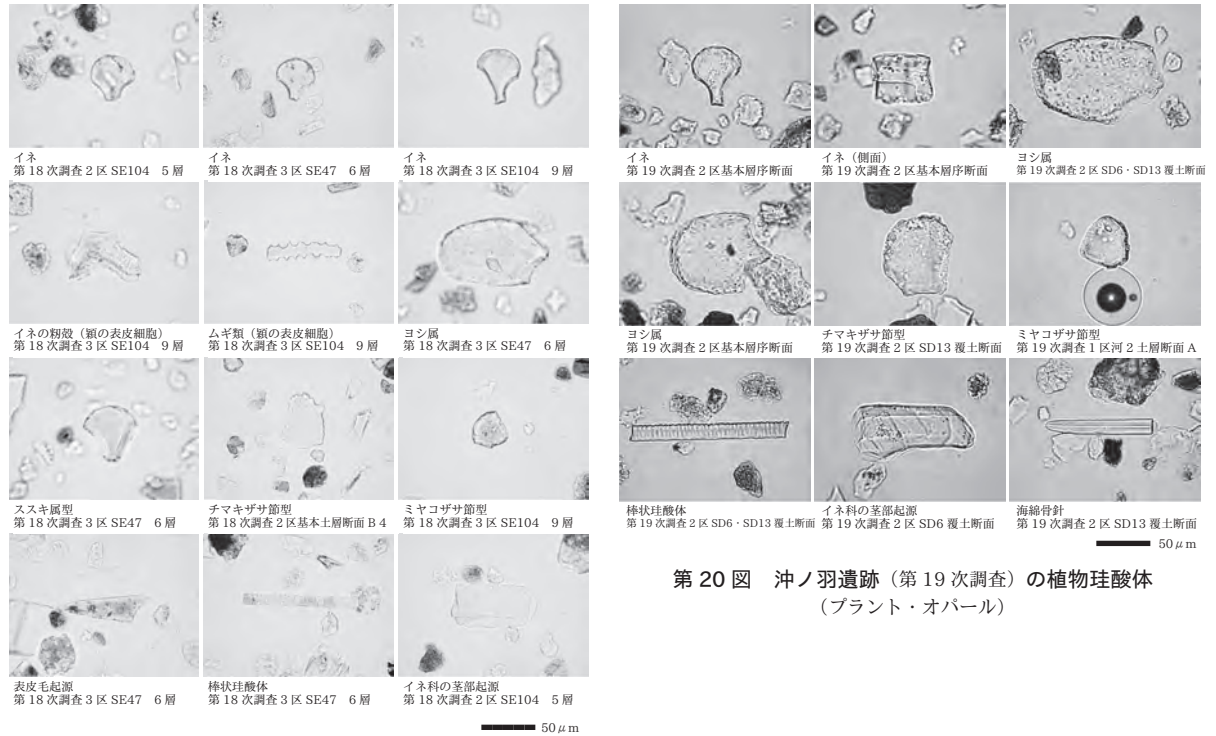 イネ
第 18 次調査 2 区 SE104　5 層
イネ
第 18 次調査 3 区 SE47　6 層
イネ
第 18 次調査 3 区 SE104　9 層
イネの籾殻（穎の表皮細胞）
第 18 次調査 3 区 SE104　9 層
ムギ類（穎の表皮細胞）
第 18 次調査 3 区 SE104　9 層
ヨシ属
第 18 次調査 3 区 SE47　6 層
ススキ属型
第 18 次調査 3 区 SE47　6 層
チマキザサ節型
第 18 次調査 2 区基本土層断面 B 4
ミヤコザサ節型
第 18 次調査 3 区 SE104　9 層
表皮毛起源
第 18 次調査 3 区 SE47　6 層
棒状珪酸体
第 18 次調査 3 区 SE47　6 層
イネ科の茎部起源
第 18 次調査 2 区 SE104　5 層
50μm
イネ
第 19 次調査 2 区基本層序断面
イネ（側面）
第 19 次調査 2 区基本層序断面
ヨシ属
第 19 次調査 2 区 SD6・SD13 覆土断面
ヨシ属
第 19 次調査 2 区基本層序断面
チマキザサ節型
第 19 次調査 2 区 SD13 覆土断面
ミヤコザサ節型
第 19 次調査 1 区河 2 土層断面 A
棒状珪酸体
第 19 次調査 2 区 SD6・SD13 覆土断面
イネ科の茎部起源
第 19 次調査 2 区 SD6 覆土断面
海綿骨針
第 19 次調査 2 区 SD13 覆土断面
50μm
第 20 図　沖ノ羽遺跡（第 19 次調査）の植物珪酸体
（プラント・オパール）